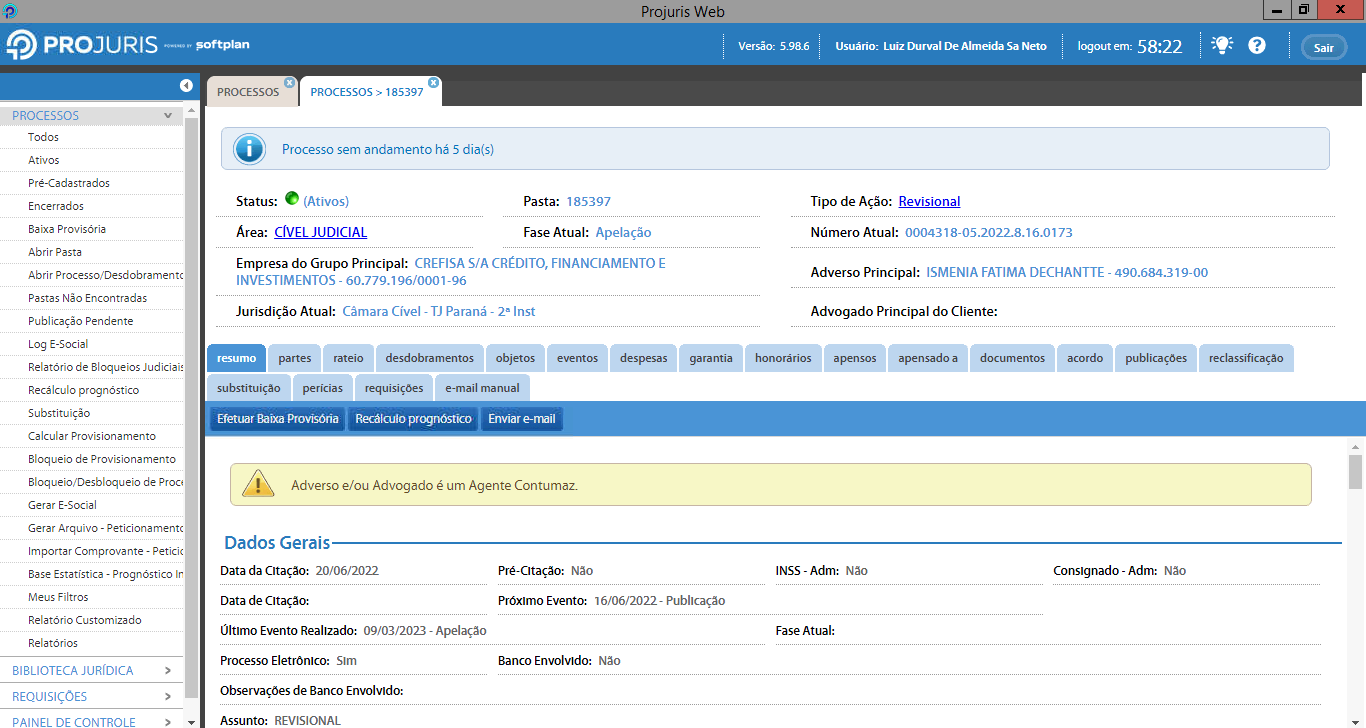 Projuris Web
PROJURIS POWERED BY softplan
Versão: 5.98.6
Usuário: Luiz Durval De Almeida Sa Neto
logout em: 58:22
Sair
PROCESSOS
Todos
Ativos
Pré-Cadastrados
Encerrados
Baixa Provisória
Abrir Pasta
Abrir Processo/Desdobramento
Pastas Não Encontradas
Publicação Pendente
Log E-Social
Relatório de Bloqueios Judiciais
Recálculo prognóstico
Substituição
Calcular Provisionamento
Bloqueio de Provisionamento
Bloqueio/Desbloqueio de Proce
Gerar E-Social
Gerar Arquivo - Peticionamento
Importar Comprovante - Petici
Base Estatística - Prognóstico In
Meus Filtros
Relatório Customizado
Relatórios
BIBLIOTECA JURÍDICA
REQUISIÇÕES
PAINEL DE CONTROLE
PROCESSOS
PROCESSOS > 185397
Processo sem andamento há 5 dia(s)
Status: (Ativos)
Pasta: 185397
Tipo de Ação: Revisional
Área: CÍVEL JUDICIAL
Fase Atual: Apelação
Número Atual: 0004318-05.2022.8.16.0173
Empresa do Grupo Principal: CREFISA S/A CRÉDITO, FINANCIAMENTO E
INVESTIMENTOS - 60.779.196/0001-96
Adverso Principal: ISMENIA FATIMA DECHANTTE - 490.684.319-00
Jurisdição Atual: Câmara Cível - TJ Paraná - 2ª Inst
Advogado Principal do Cliente:
resumo partes rateio desdobramentos objetos eventos despesas garantia honorários apensos apensado a documentos acordo publicações reclassificação
substituição perícias requisições e-mail manual
Efetuar Baixa Provisória Recálculo prognóstico Enviar e-mail
Adverso e/ou Advogado é um Agente Contumaz.
Dados Gerais
Data da Citação: 20/06/2022
Pré-Citação: Não
INSS - Adm: Não
Consignado - Adm: Não
Data de Citação:
Próximo Evento: 16/06/2022 - Publicação
Último Evento Realizado: 09/03/2023 - Apelação
Fase Atual:
Processo Eletrônico: Sim
Banco Envolvido: Não
Observações de Banco Envolvido:
Assunto: REVISIONAL